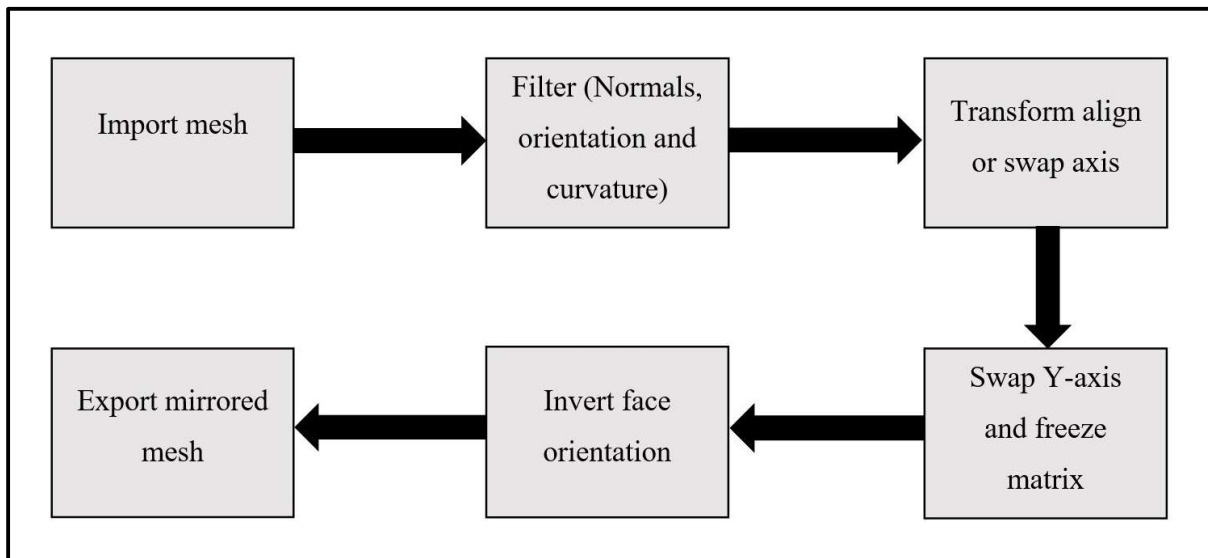 Import mesh
Filter (Normals,
orientation and
curvature)
Transform align
or swap axis
Swap Y-axis
and freeze
matrix
Invert face
orientation
Export mirrored
mesh